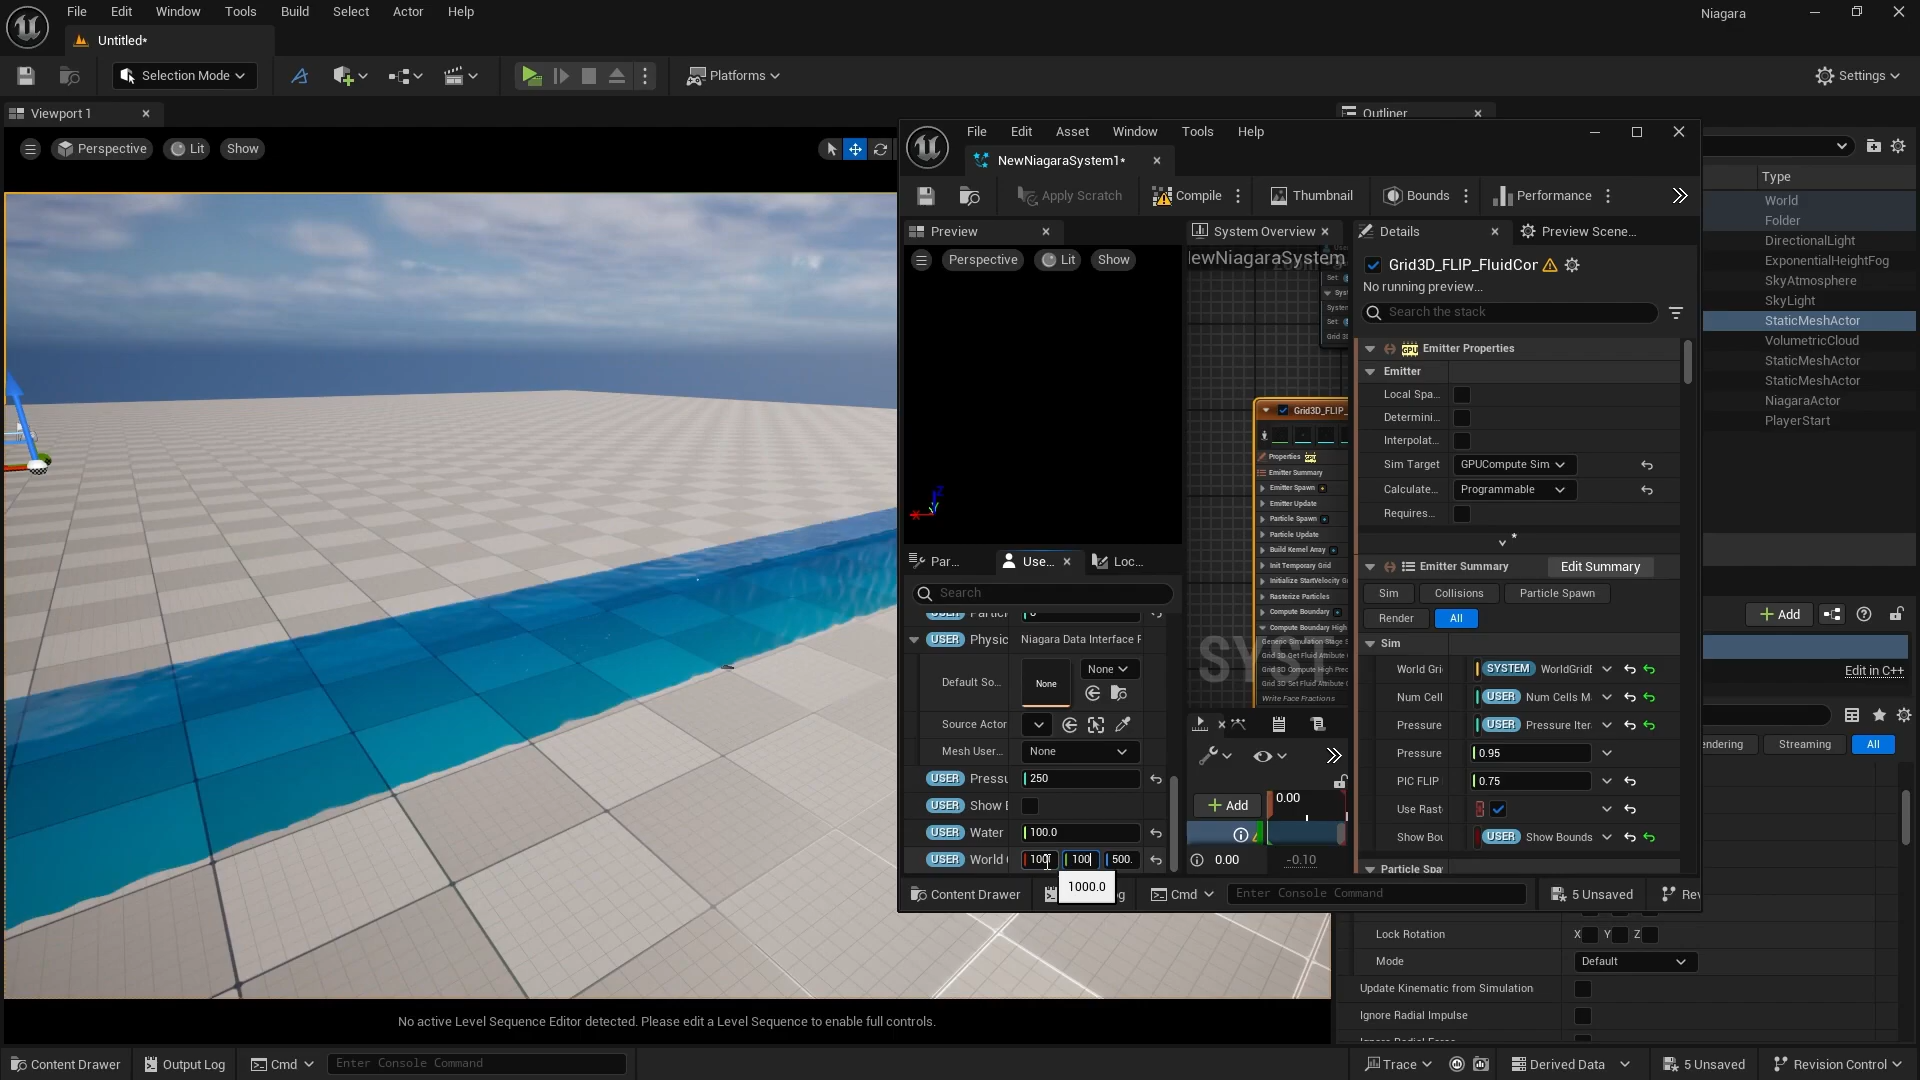 File Edit Window Tools Build Select Actor Help
Niagara
Untitled*
Selection Mode
Platforms
Settings
Viewport 1
Outliner
Perspective Lit Show
File Edit Asset Window Tools Help
NewNiagaraSystem1*
Type
Apply Scratch Compile Thumbnail Bounds Performance
World
Folder
Preview System Overview Details Preview Scene...
DirectionalLight
Perspective Lit Show
ewNiagaraSystem
Grid3D_FLIP_FluidCor
ExponentialHeightFog
No running preview...
SkyAtmosphere
Search the stack
SkyLight
StaticMeshActor
VolumetricCloud
Emitter Properties
StaticMeshActor
Emitter
StaticMeshActor
Local Spa...
NiagaraActor
Determini...
PlayerStart
Interpolat...
Sim Target GPUCompute Sim
Calculate... Programmable
Requires...
Grid3D_FLIP_
Properties GPU
Emitter Summary
Emitter Spawn
Emitter Update
Particle Spawn
Particle Update
Build Kernel Array
Init Temporary Grid
Initialize StartVelocity G
Rasterize Particles
Compute Boundary
Compute Boundary High
Generic Simulation Stage S
Grid 3D Get Fluid Attribute
Grid 3D Compute High Prec
Grid 3D Set Fluid Attribute
Write Face Fractions
SYST
Par... Use... Loc...
Search
Emitter Summary Edit Summary
Sim Collisions Particle Spawn
Render All
Sim
World Gri SYSTEM WorldGridE
Num Cell USER Num Cells M
Pressure USER Pressure Iter
Pressure 0.95
PIC FLIP 0.75
Use Rast
Show Bou USER Show Bounds
Particle Spa
USER Physic Niagara Data Interface F
Default So... None None
Source Actor
Mesh User... None
USER Pressu 250
USER Show B
USER Water 100.0
USER World 100 100 500.
1000.0
Add
0.00
0.00 -0.10
Add
Edit in C++
endering Streaming All
Content Drawer g Cmd Enter Console Command 5 Unsaved Rev
Lock Rotation X Y Z
Mode Default
Update Kinematic from Simulation
Ignore Radial Impulse
No active Level Sequence Editor detected. Please edit a Level Sequence to enable full controls.
Content Drawer Output Log Cmd Enter Console Command Trace Derived Data 5 Unsaved Revision Control